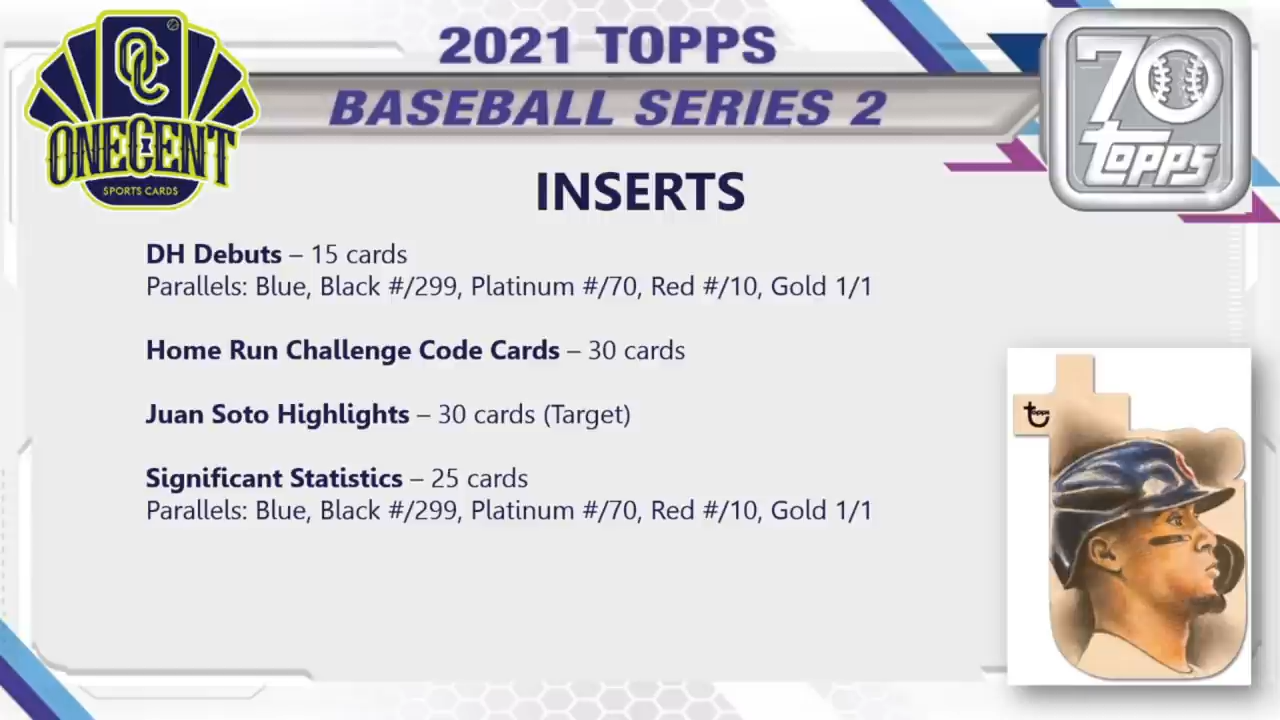 2021 TOPPS
BASEBALL SERIES 2
OC
ONECENT
SPORTS CARDS
70
topps
INSERTS
DH Debuts – 15 cards
Parallels: Blue, Black #/299, Platinum #/70, Red #/10, Gold 1/1
Home Run Challenge Code Cards – 30 cards
Juan Soto Highlights – 30 cards (Target)
Significant Statistics – 25 cards
Parallels: Blue, Black #/299, Platinum #/70, Red #/10, Gold 1/1
topps